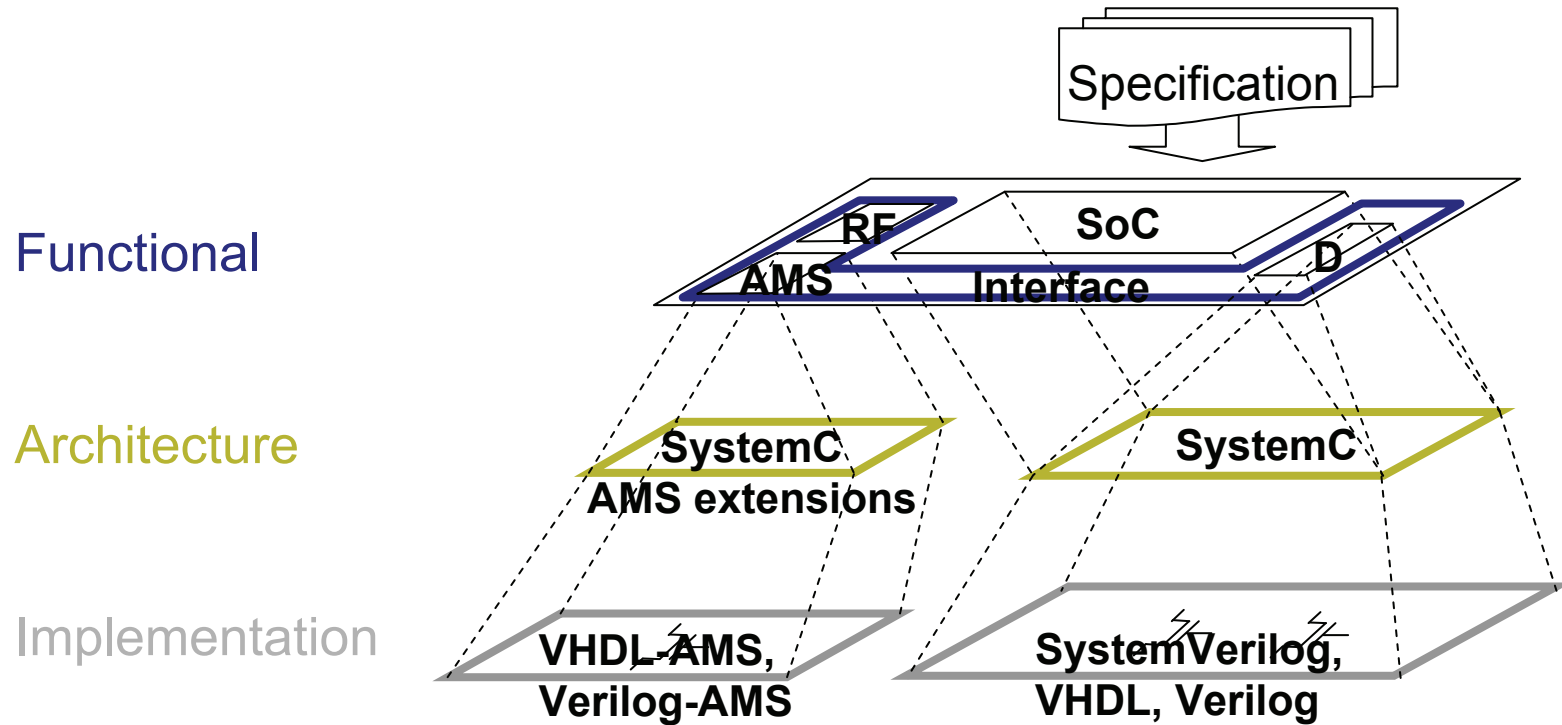 Specification
Functional
RF
SoC
D
AMS
Interface
Architecture
SystemC
AMS extensions
SystemC
Implementation
VHDL-AMS,
Verilog-AMS
SystemVerilog,
VHDL, Verilog